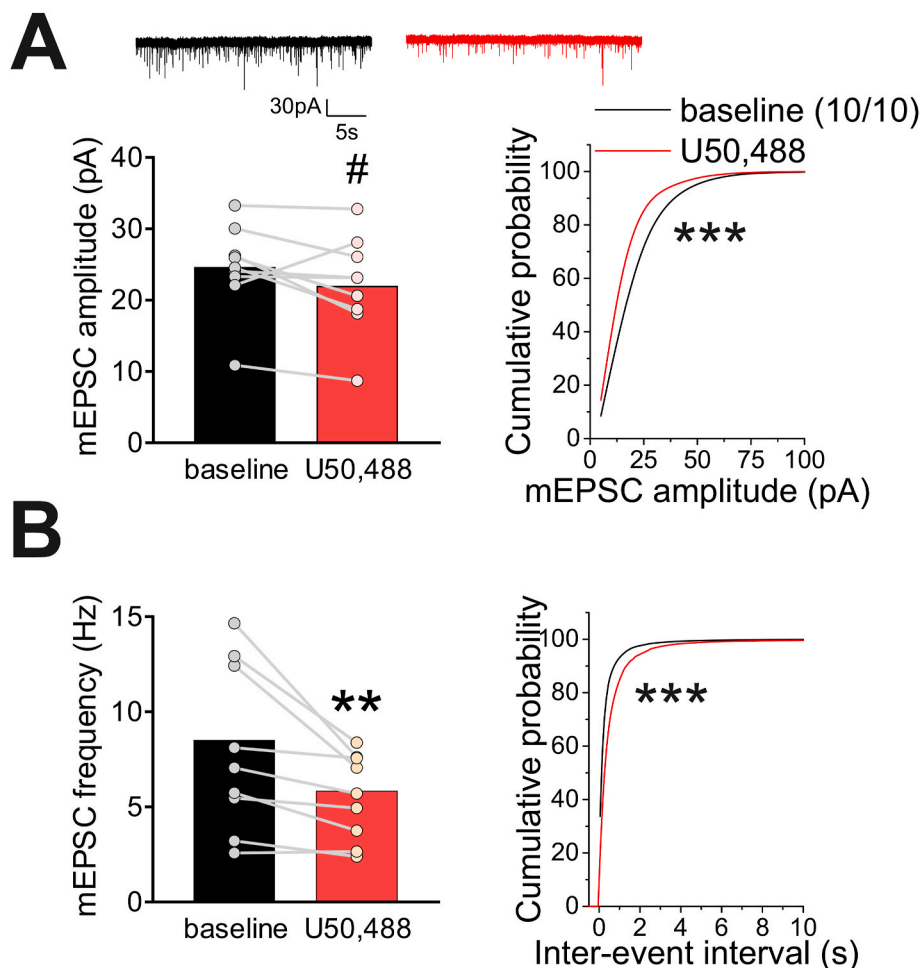 A
30pA
5s
baseline (10/10)
U50,488
mEPSC amplitude (pA)
40
30
20
10
0
#
baseline U50,488
Cumulative probability
100
80
60
40
20
0
***
0 25 50 75 100
mEPSC amplitude (pA)
B
mEPSC frequency (Hz)
15
10
5
0
**
baseline U50,488
Cumulative probability
100
80
60
40
20
0
***
0 2 4 6 8 10
Inter-event interval (s)